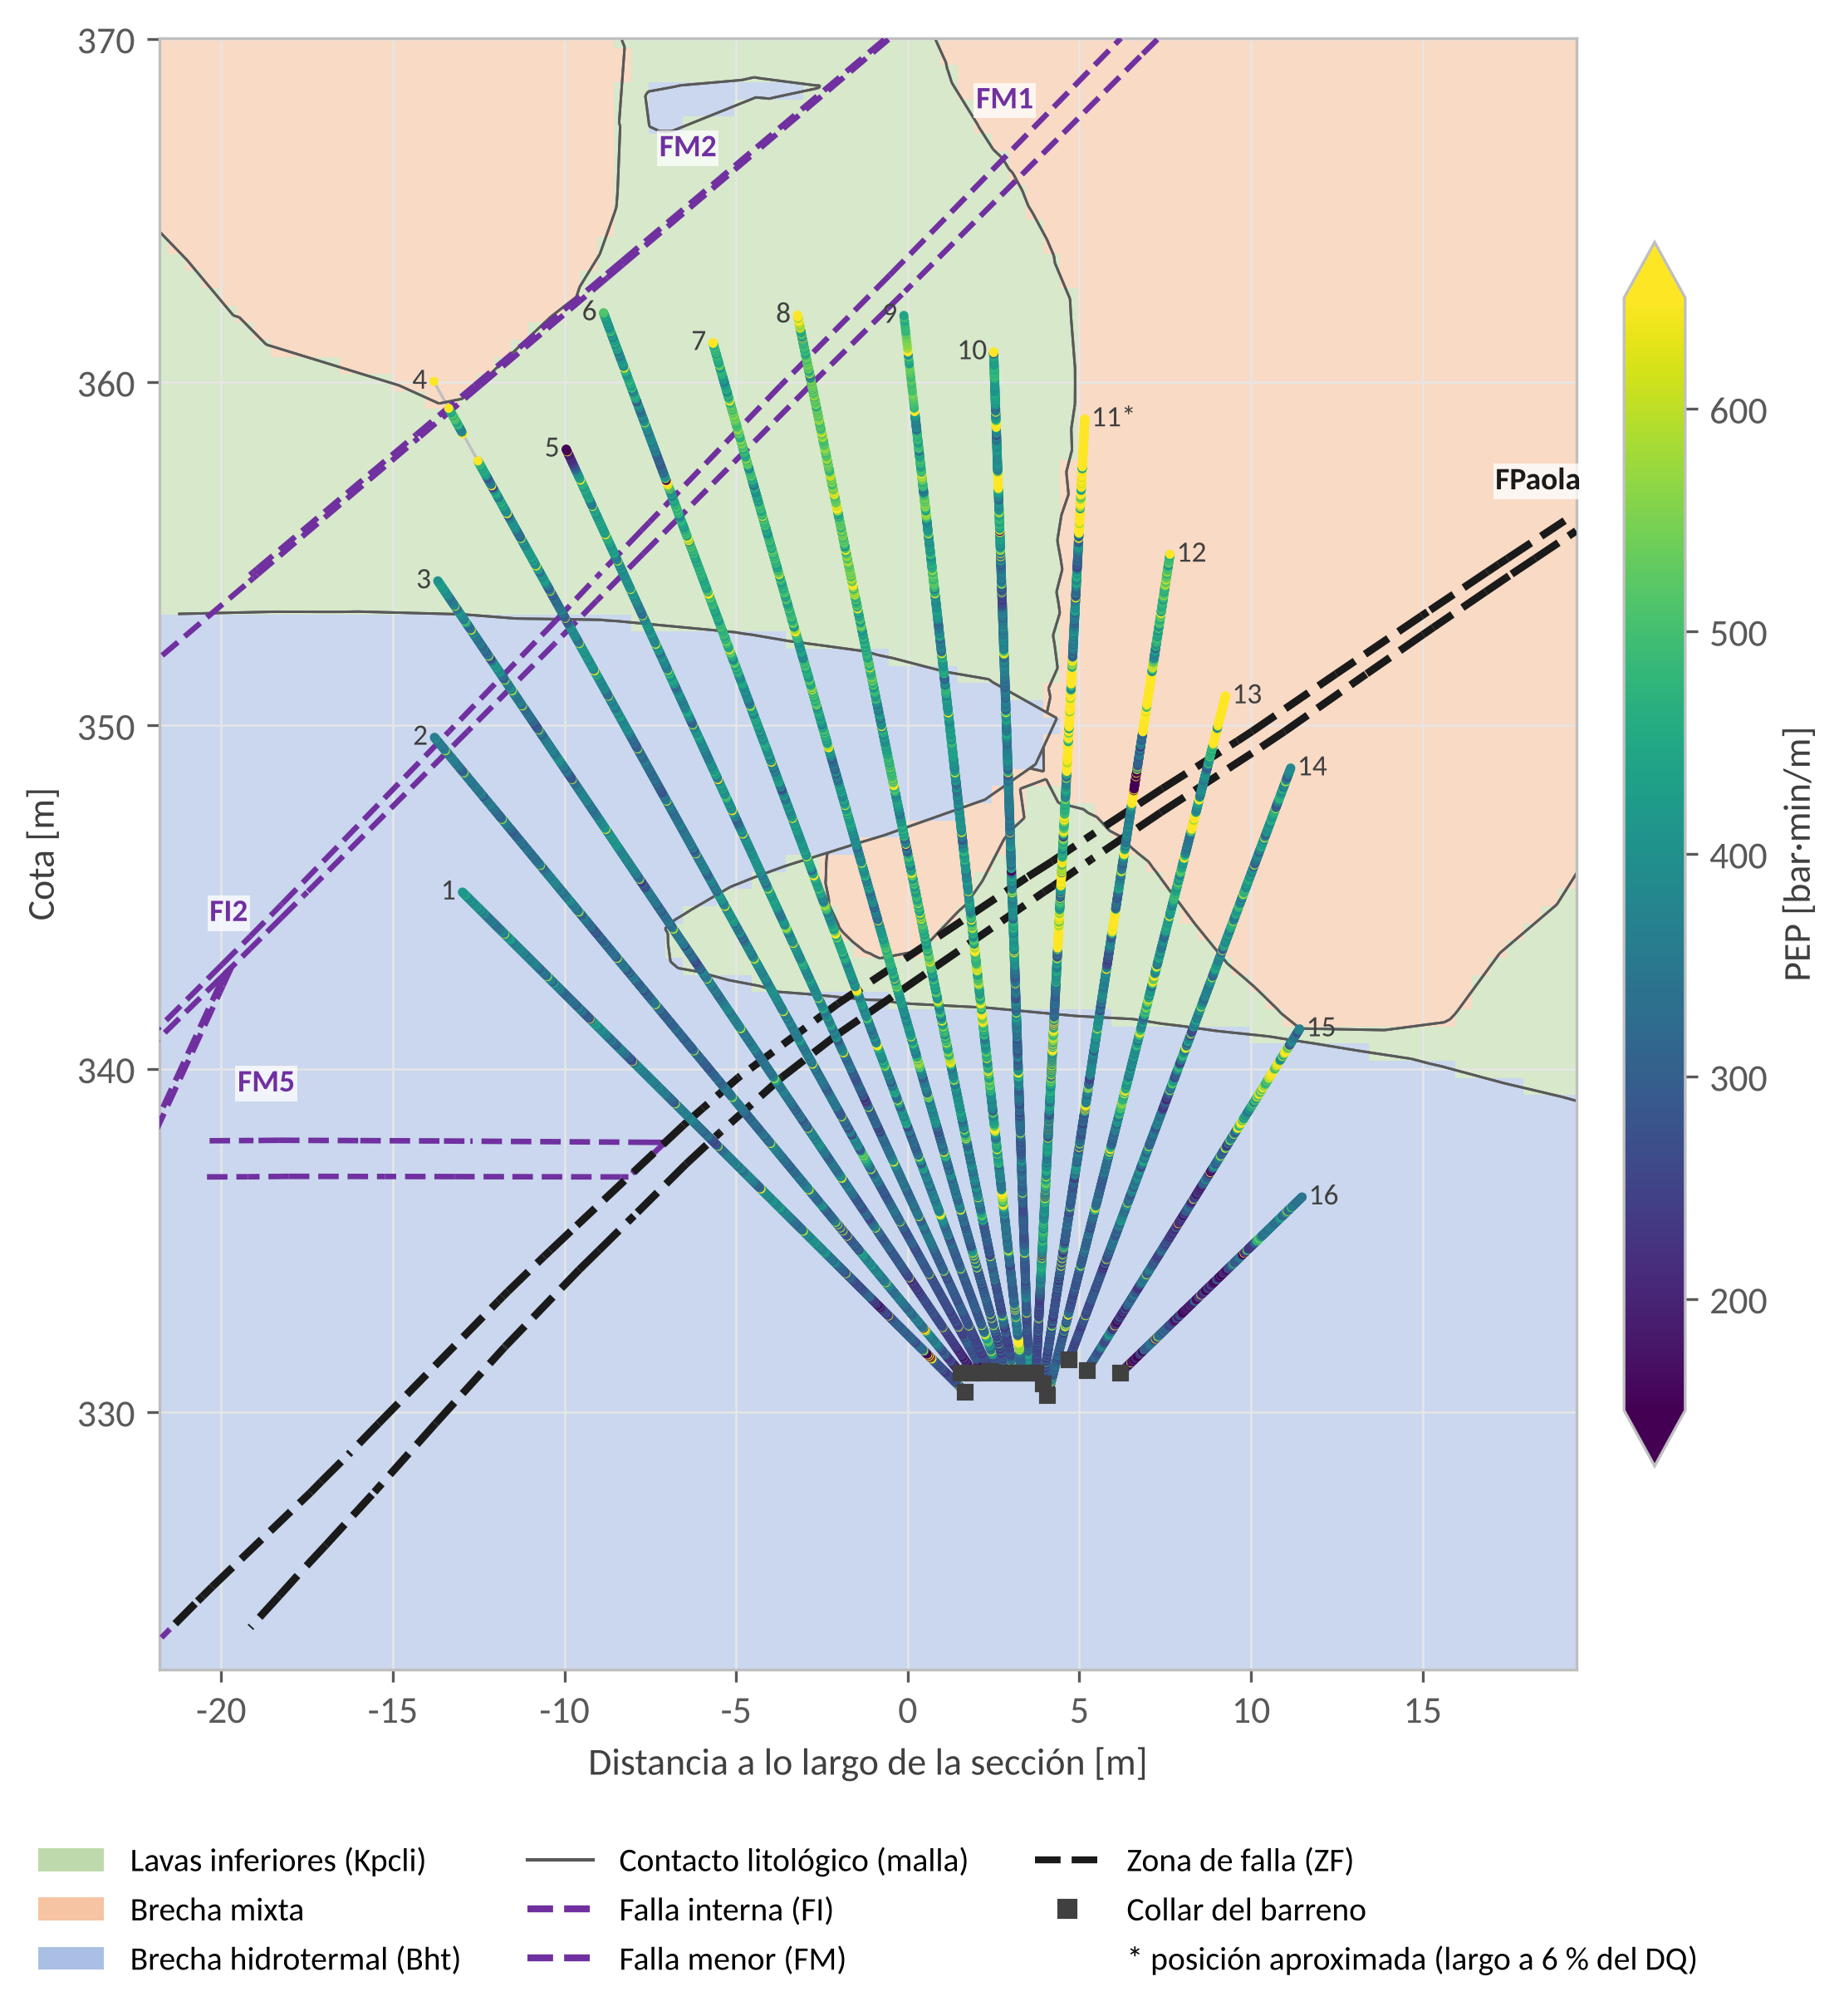 370
360
350
340
330
Cota [m]
FM1
FM2
6
7
8
9
10
4
5
11*
FPaola
3
12
2
13
14
1
FI2
15
FM5
16
-20
-15
-10
-5
0
5
10
15
Distancia a lo largo de la sección [m]
600
500
400
300
200
PEP [bar·min/m]
Lavas inferiores (Kpcli)
Brecha mixta
Brecha hidrotermal (Bht)
Contacto litológico (malla)
Falla interna (FI)
Falla menor (FM)
Zona de falla (ZF)
Collar del barreno
* posición aproximada (largo a 6 % del DQ)